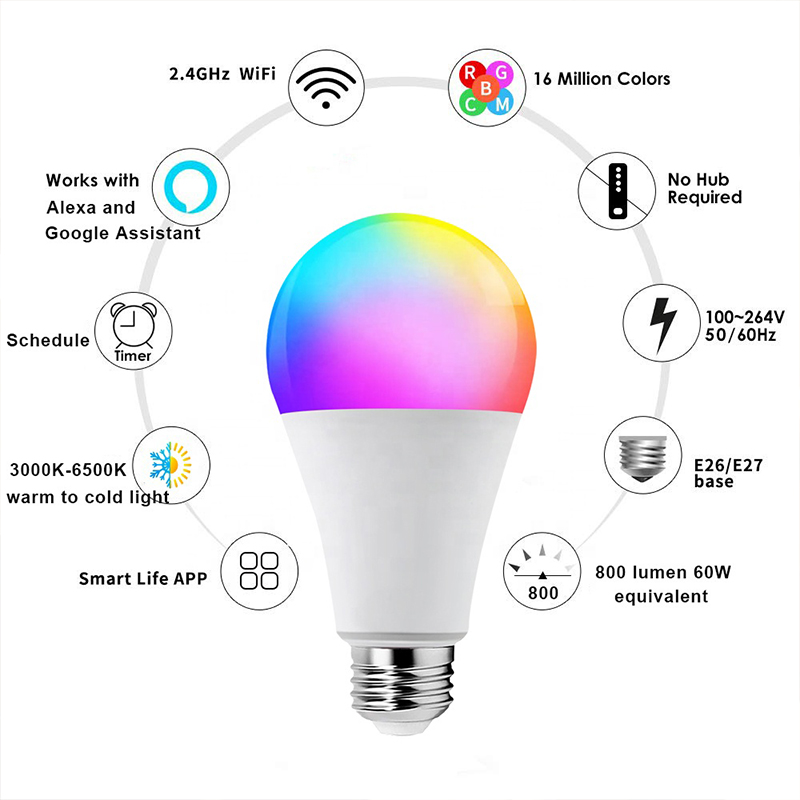 2.4GHz WiFi
R G
B
C M
16 Million Colors
Works with
Alexa and
Google Assistant
No Hub
Required
Schedule
Timer
100~264V
50/60Hz
3000K-6500K
warm to cold light
E26/E27
base
Smart Life APP
800
800 lumen 60W
equivalent